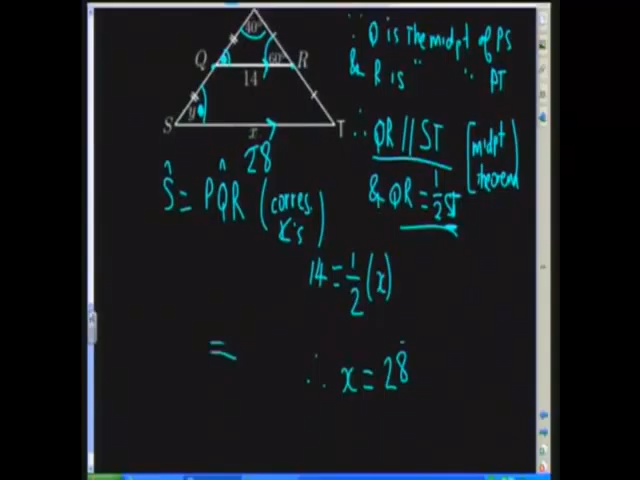 40°
Q 60° R
14
y
S x T
28
∵ Q is the midpt of PS
& R is " " PT
∴ QR // ST [midpt theorem]
& QR = 1/2 ST
Ŝ = PQ̂R (corres. ∠'s)
14 = 1/2 (x)
=
∴ x = 28